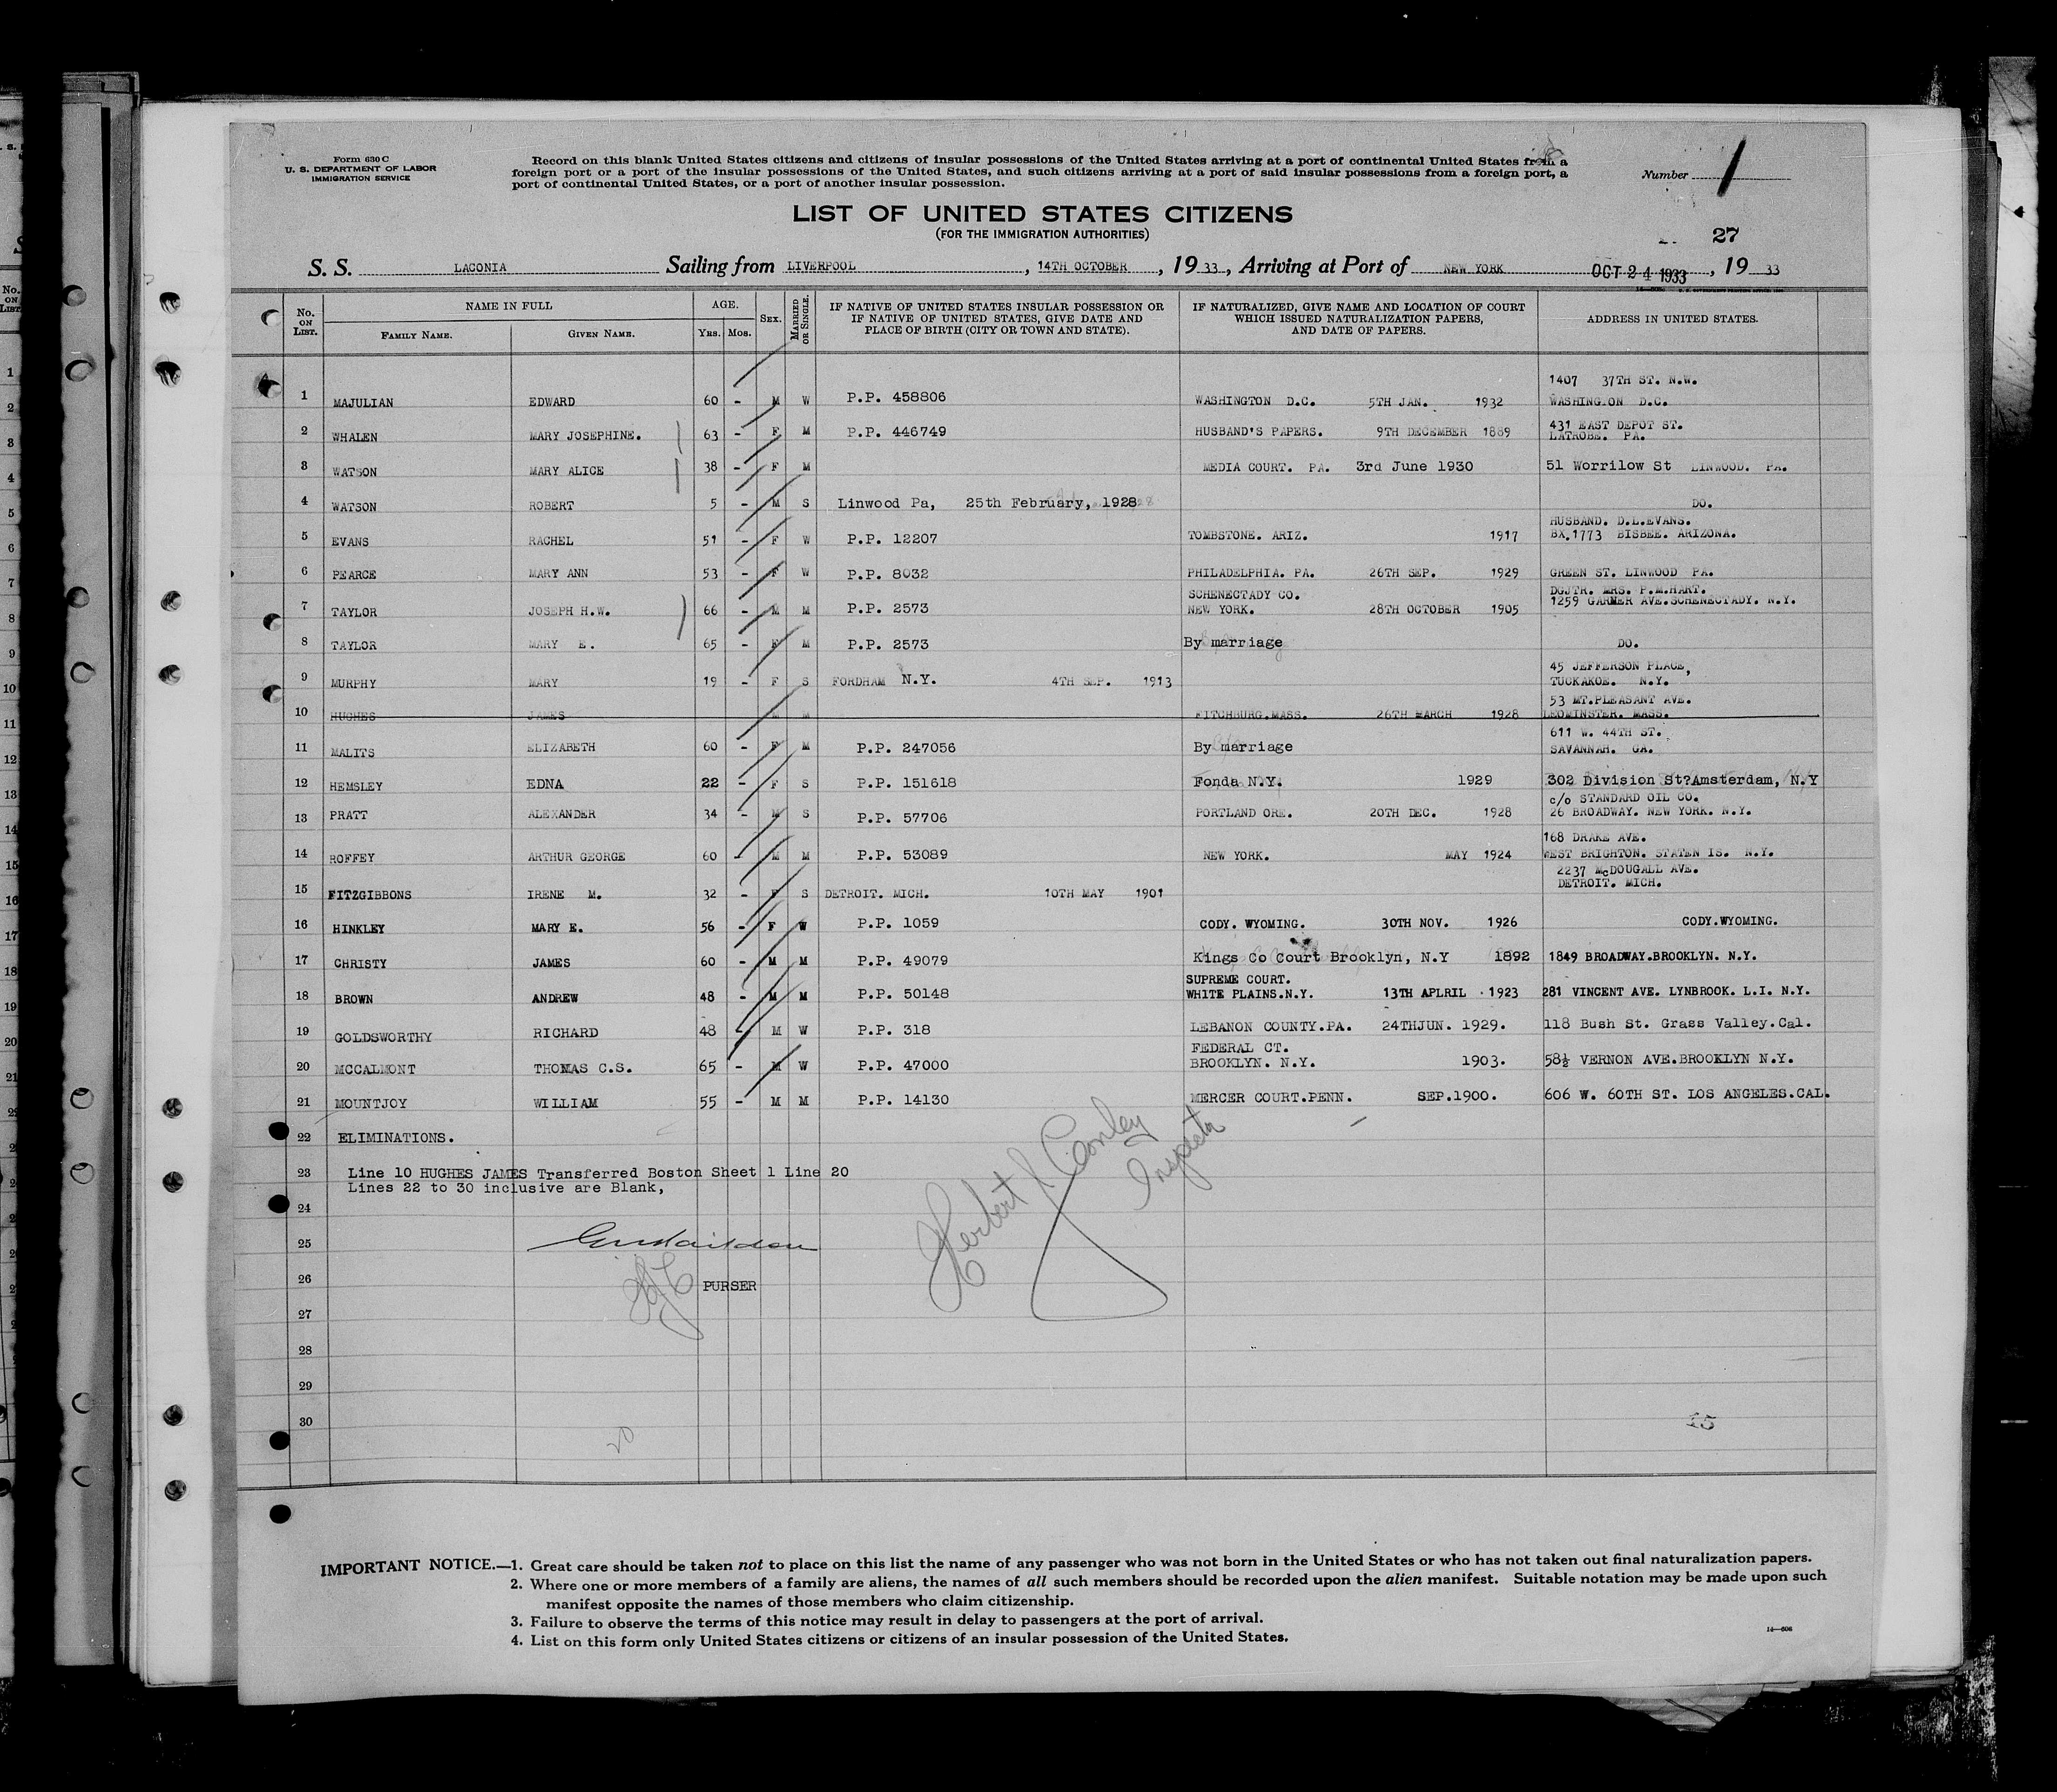 Form 630 C
U. S. DEPARTMENT OF LABOR
IMMIGRATION SERVICE
Record on this blank United States citizens and citizens of insular possessions of the United States arriving at a port of continental United States from a
foreign port or a port of the insular possessions of the United States, and such citizens arriving at a port of said insular possessions from a foreign port, a
port of continental United States, or a port of another insular possession.
Number 1
LIST OF UNITED STATES CITIZENS
(FOR THE IMMIGRATION AUTHORITIES)
27
S. S. LACONIA Sailing from LIVERPOOL, 14TH OCTOBER, 1933, Arriving at Port of NEW YORK OCT 24 1933, 1933
No. ON LIST. NAME IN FULL FAMILY NAME. GIVEN NAME. AGE. YRS. MOS. SEX. MARRIED OR SINGLE. IF NATIVE OF UNITED STATES INSULAR POSSESSION OR IF NATIVE OF UNITED STATES, GIVE DATE AND PLACE OF BIRTH (CITY OR TOWN AND STATE). IF NATURALIZED, GIVE NAME AND LOCATION OF COURT WHICH ISSUED NATURALIZATION PAPERS, AND DATE OF PAPERS. ADDRESS IN UNITED STATES.
1407 37TH ST. N.W.
1 MAJULIAN EDWARD 60 - M W P.P. 458806 WASHINGTON D.C. 5TH JAN. 1932 WASHINGTON D.C.
431 EAST DEPOT ST.
2 WHALEN MARY JOSEPHINE. 63 - F M P.P. 446749 HUSBAND'S PAPERS. 9TH DECEMBER 1889 LATROBE. PA.
3 WATSON MARY ALICE 38 - F M MEDIA COURT. PA. 3rd June 1930 51 Worrilow St LINWOOD. PA.
4 WATSON ROBERT 5 - M S Linwood Pa, 25th February, 1928 DO.
HUSBAND. D.L.EVANS.
5 EVANS RACHEL 51 - F W P.P. 12207 TOMBSTONE. ARIZ. 1917 BX.1773 BISBEE. ARIZONA.
6 PEARCE MARY ANN 53 - F W P.P. 8032 PHILADELPHIA. PA. 26TH SEP. 1929 GREEN ST. LINWOOD PA.
SCHENECTADY CO. DGJTR. MRS. P.M.HART.
7 TAYLOR JOSEPH H.W. 66 - M M P.P. 2573 NEW YORK. 28TH OCTOBER 1905 1259 GARNER AVE.SCHENECTADY. N.Y.
8 TAYLOR MARY E. 65 - F M P.P. 2573 By marriage DO.
45 JEFFERSON PLACE,
9 MURPHY MARY 19 - F S FORDHAM N.Y. 4TH SEP. 1913 TUCKAKOE. N.Y.
53 MT.PLEASANT AVE.
10 HUGHES JAMES M M FITCHBURG.MASS. 26TH MARCH 1928 LEOMINSTER. MASS.
611 W. 44TH ST.
11 MALITS ELIZABETH 60 - F M P.P. 247056 By marriage SAVANNAH. GA.
12 HEMSLEY EDNA 22 - F S P.P. 151618 Fonda N.Y. 1929 302 Division St?Amsterdam, N.Y
c/o STANDARD OIL CO.
13 PRATT ALEXANDER 34 - M S P.P. 57706 PORTLAND ORE. 20TH DEC. 1928 26 BROADWAY. NEW YORK. N.Y.
168 DRAKE AVE.
14 ROFFEY ARTHUR GEORGE 60 - M M P.P. 53089 NEW YORK. MAY 1924 WEST BRIGHTON. STATEN IS. N.Y.
2237 McDOUGALL AVE.
15 FITZGIBBONS IRENE M. 32 - F S DETROIT. MICH. 10TH MAY 1901 DETROIT. MICH.
16 HINKLEY MARY E. 56 - F W P.P. 1059 CODY. WYOMING. 30TH NOV. 1926 CODY.WYOMING.
17 CHRISTY JAMES 60 - M M P.P. 49079 Kings Co Court Brooklyn, N.Y 1892 1849 BROADWAY.BROOKLYN. N.Y.
SUPREME COURT.
18 BROWN ANDREW 48 - M M P.P. 50148 WHITE PLAINS.N.Y. 13TH APLRIL 1923 281 VINCENT AVE. LYNBROOK. L.I. N.Y.
19 GOLDSWORTHY RICHARD 48 - M W P.P. 318 LEBANON COUNTY.PA. 24THJUN. 1929. 118 Bush St. Grass Valley.Cal.
FEDERAL CT.
20 MCCALMONT THOMAS C.S. 65 - M W P.P. 47000 BROOKLYN. N.Y. 1903. 58½ VERNON AVE.BROOKLYN N.Y.
21 MOUNTJOY WILLIAM 55 - M M P.P. 14130 MERCER COURT.PENN. SEP.1900. 606 W. 60TH ST. LOS ANGELES.CAL.
22 ELIMINATIONS.
23 Line 10 HUGHES JAMES Transferred Boston Sheet 1 Line 20
Lines 22 to 30 inclusive are Blank,
24
25
Herbert Conley
Inspector
26 PURSER
27
28
29
30
20
15
IMPORTANT NOTICE.—1. Great care should be taken not to place on this list the name of any passenger who was not born in the United States or who has not taken out final naturalization papers.
2. Where one or more members of a family are aliens, the names of all such members should be recorded upon the alien manifest. Suitable notation may be made upon such
manifest opposite the names of those members who claim citizenship.
3. Failure to observe the terms of this notice may result in delay to passengers at the port of arrival.
4. List on this form only United States citizens or citizens of an insular possession of the United States.
14—606